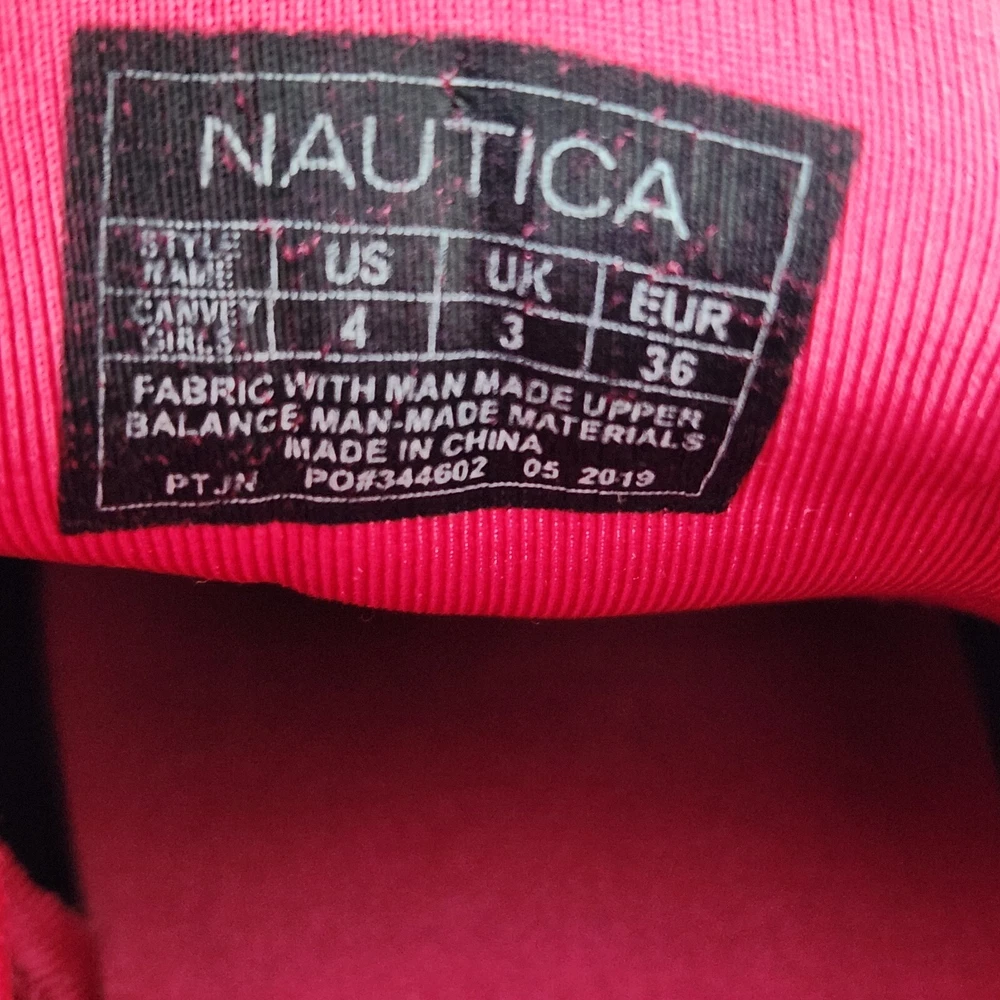 NAUTICA
STYLE NAME US UK EUR
CANVEY GIRLS 4 3 36
FABRIC WITH MAN MADE UPPER
BALANCE MAN-MADE MATERIALS
MADE IN CHINA
PTJN PO#344602 05 2019